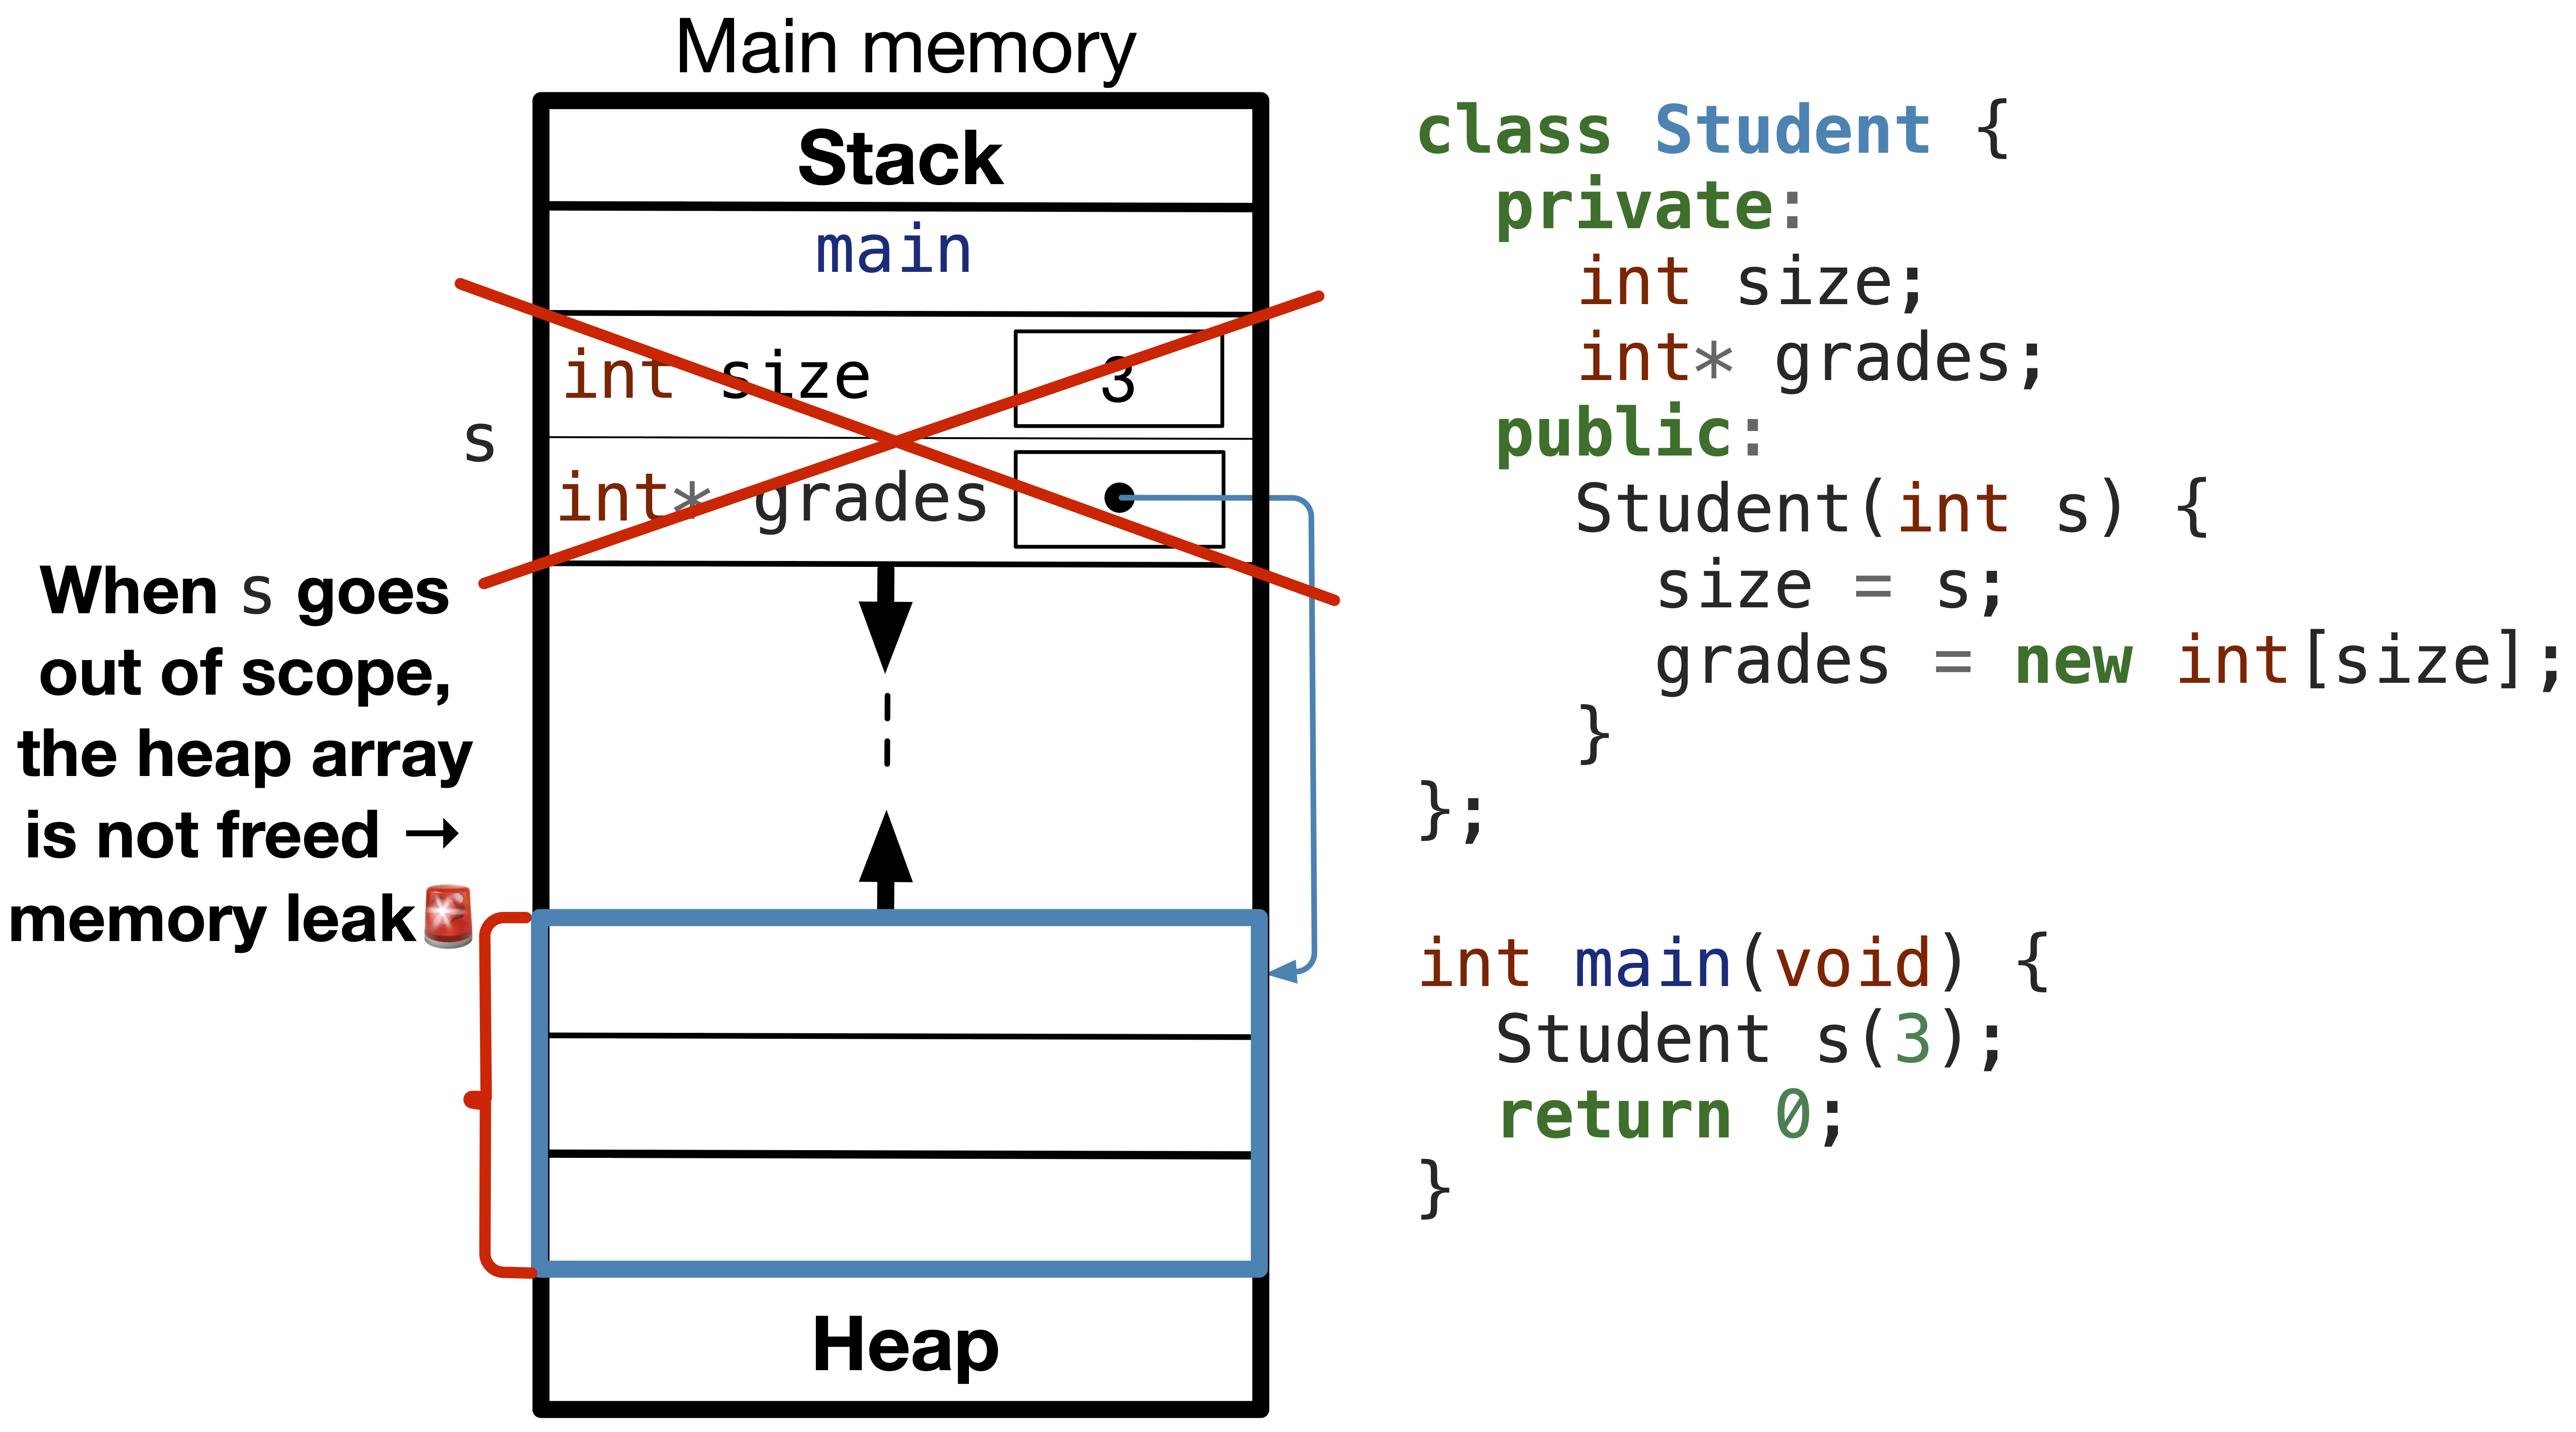 Main memory
Stack
main
int size 3
s
int* grades
When s goes
out of scope,
the heap array
is not freed →
memory leak🚨
Heap
class Student {
private:
int size;
int* grades;
public:
Student(int s) {
size = s;
grades = new int[size];
}
};
int main(void) {
Student s(3);
return 0;
}